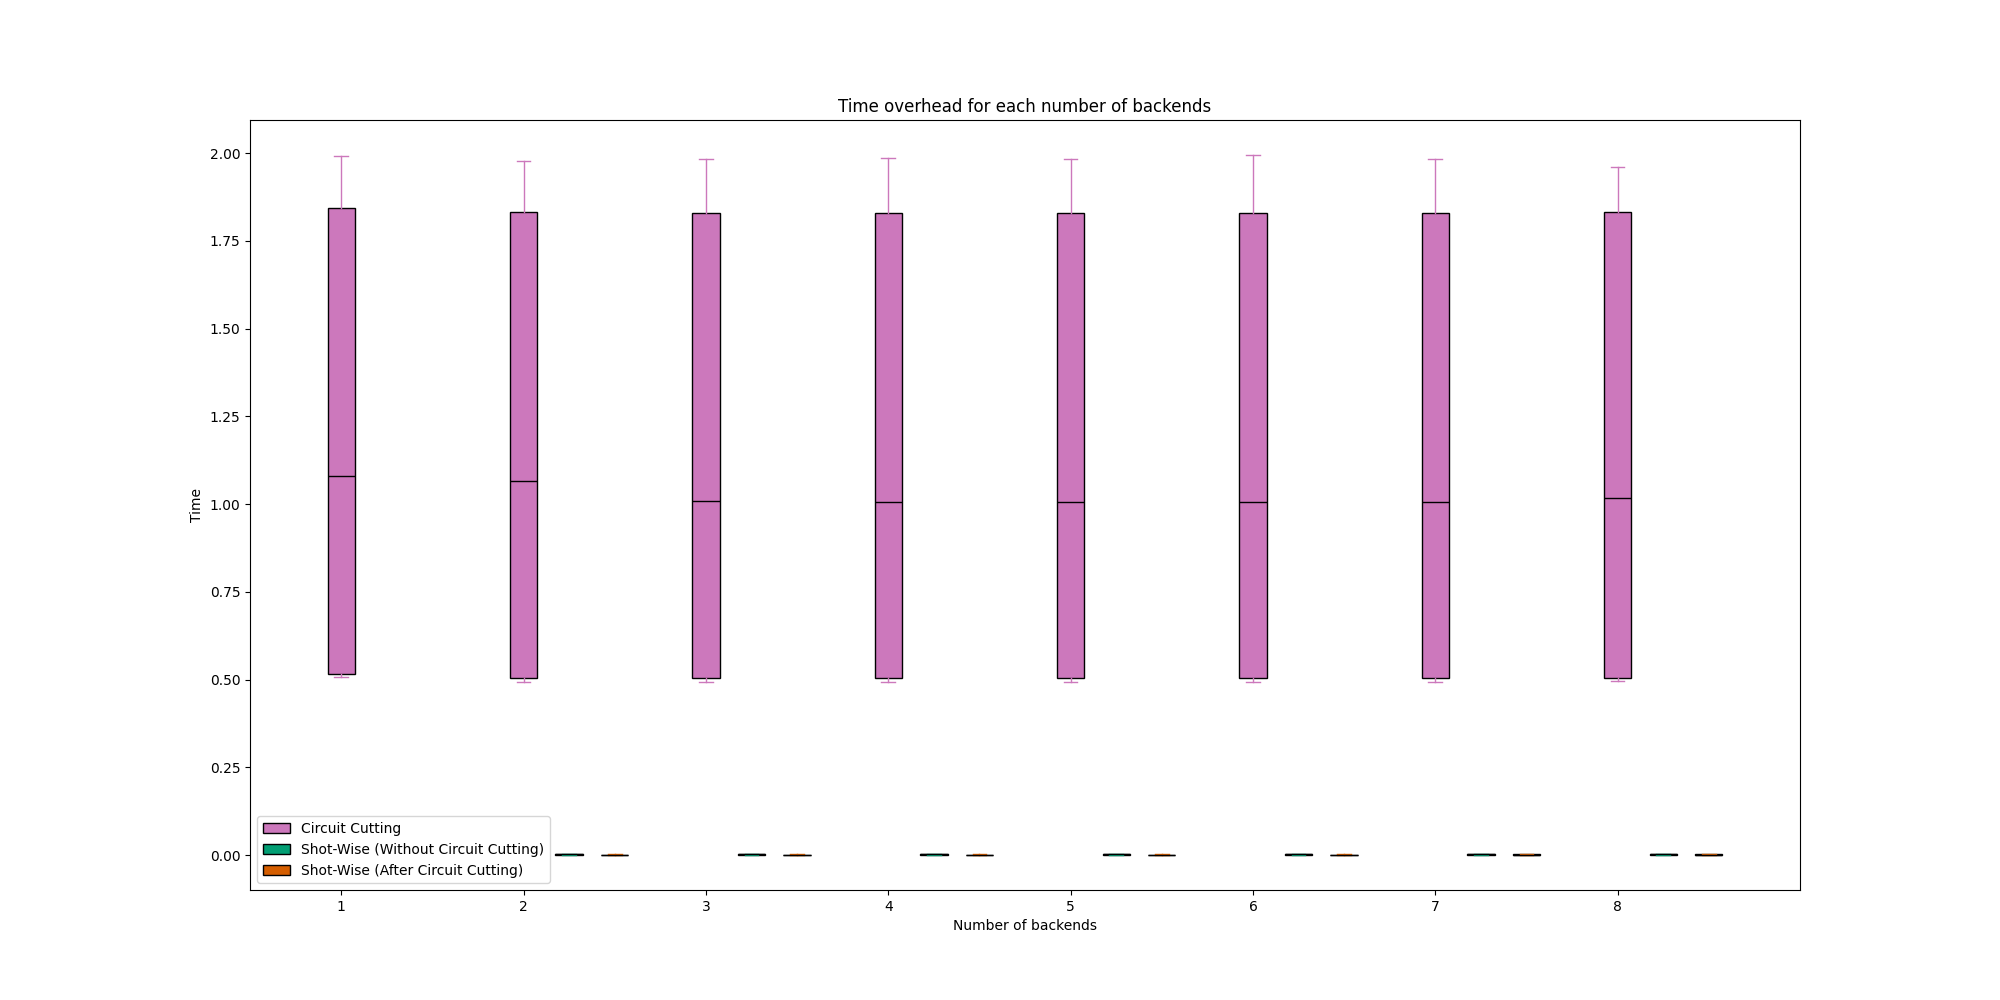 Time overhead for each number of backends
2.00
1.75
1.50
1.25
1.00
0.75
0.50
0.25
0.00
Time
Circuit Cutting
Shot-Wise (Without Circuit Cutting)
Shot-Wise (After Circuit Cutting)
1 2 3 4 5 6 7 8
Number of backends